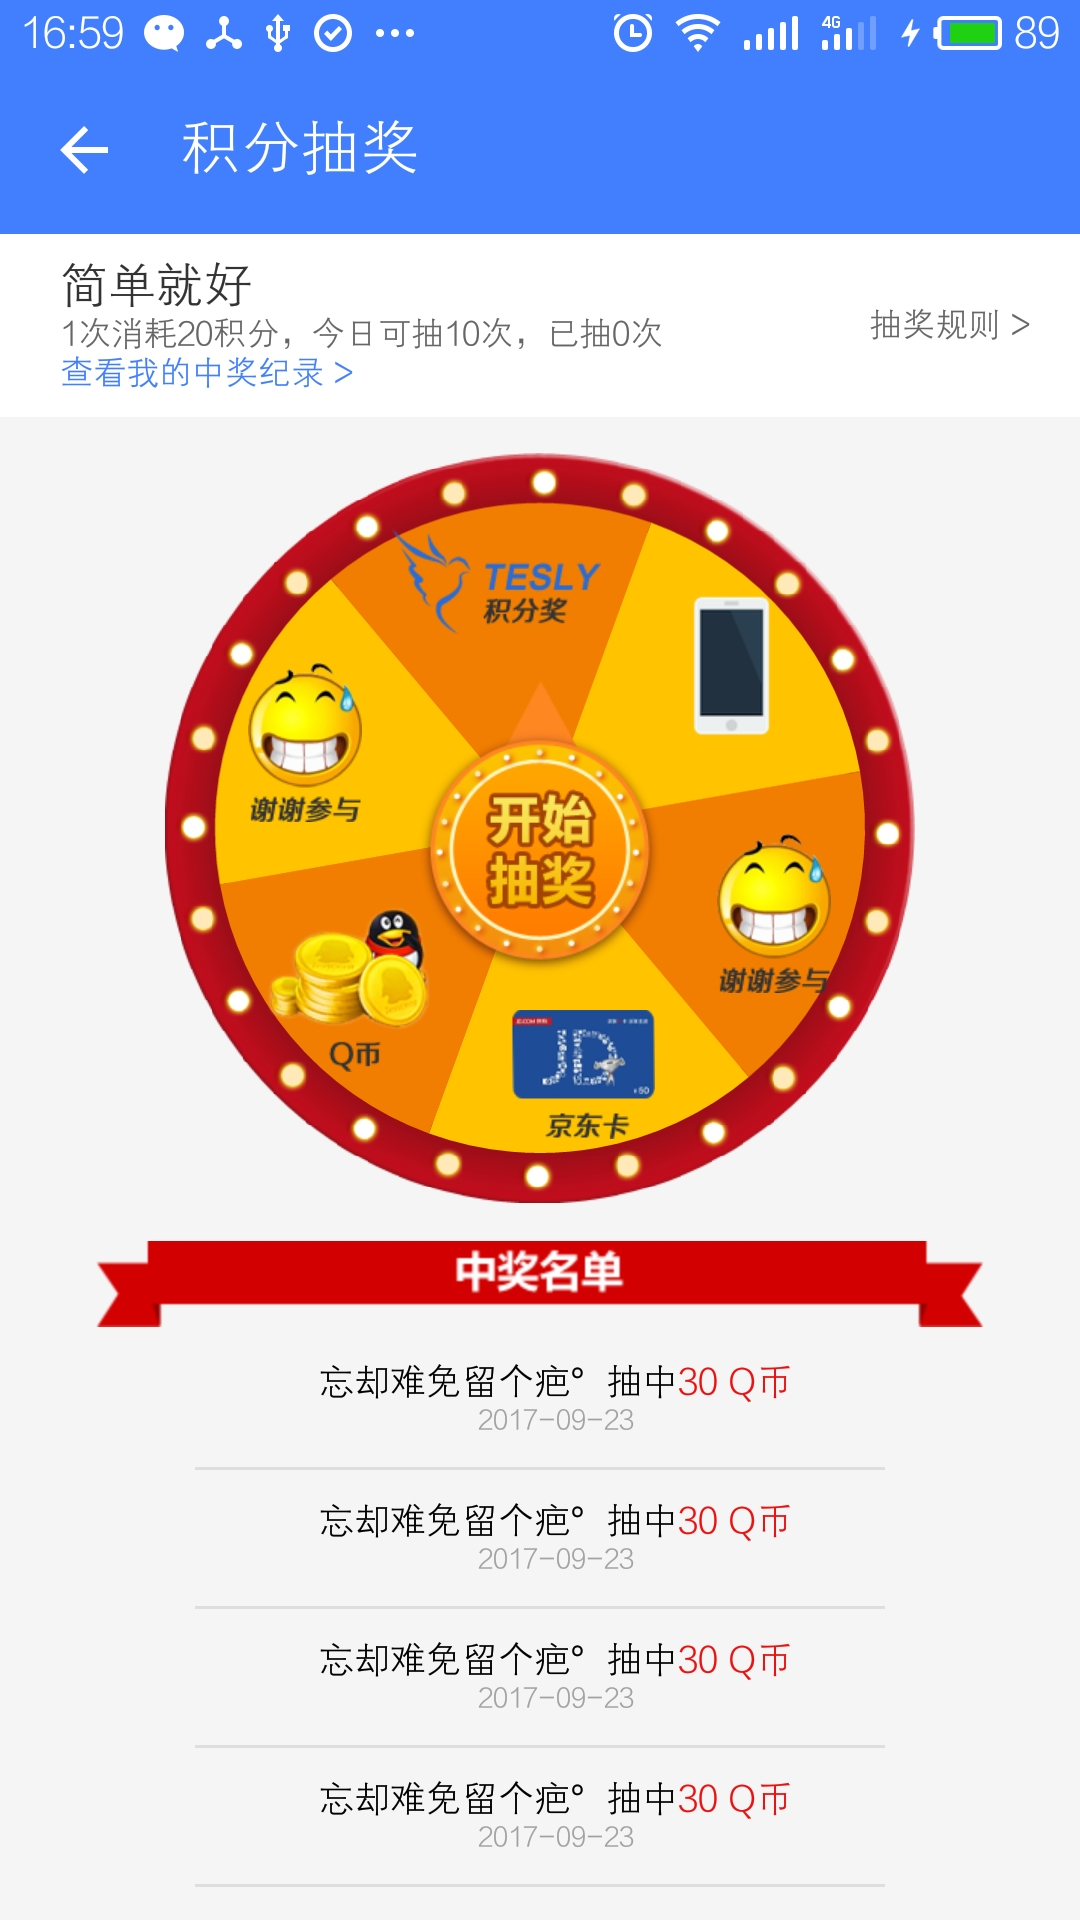 16:59
4G
89
积分抽奖
简单就好
1次消耗20积分，今日可抽10次，已抽0次
抽奖规则 >
查看我的中奖纪录 >
TESLY
积分奖
谢谢参与
开始
抽奖
谢谢参与
Q币
JD
京东卡
中奖名单
忘却难免留个疤° 抽中30 Q币
2017-09-23
忘却难免留个疤° 抽中30 Q币
2017-09-23
忘却难免留个疤° 抽中30 Q币
2017-09-23
忘却难免留个疤° 抽中30 Q币
2017-09-23